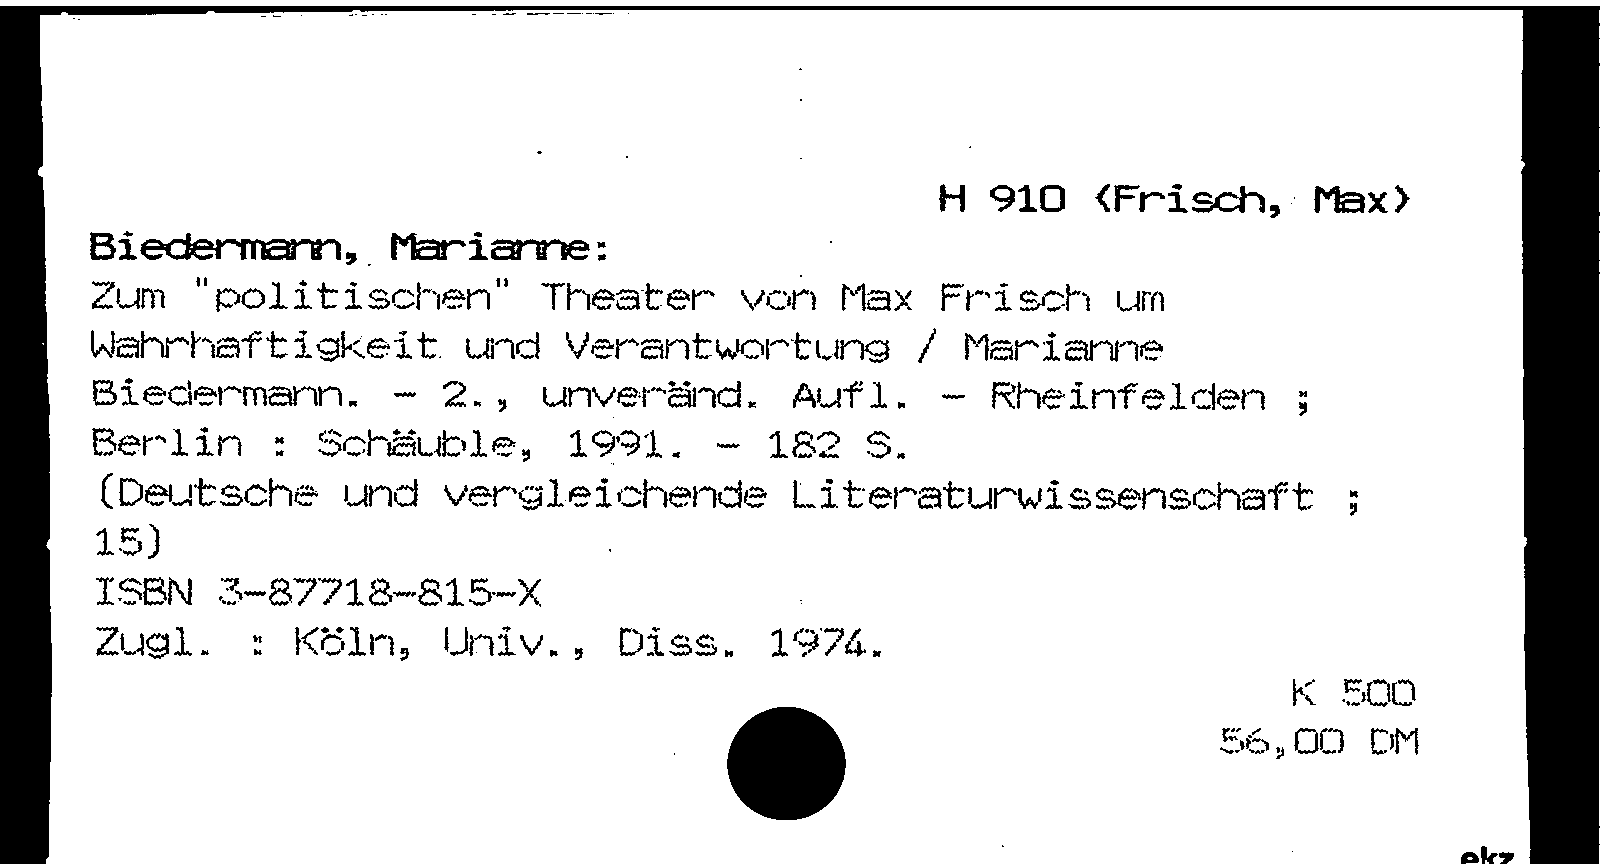 H 910 (Frisch, Max)
Biedermann, Marianne:
Zum "politischen" Theater von Max Frisch um
Wahrhaftigkeit und Verantwortung / Marianne
Biedermann. - 2., unveränd. Aufl. - Rheinfelden ;
Berlin : Schäuble, 1991. - 182 S.
(Deutsche und vergleichende Literaturwissenschaft ;
15)
ISBN 3-87718-815-X
Zugl. : Köln, Univ., Diss. 1974.
K 500
56,00 DM
ekz